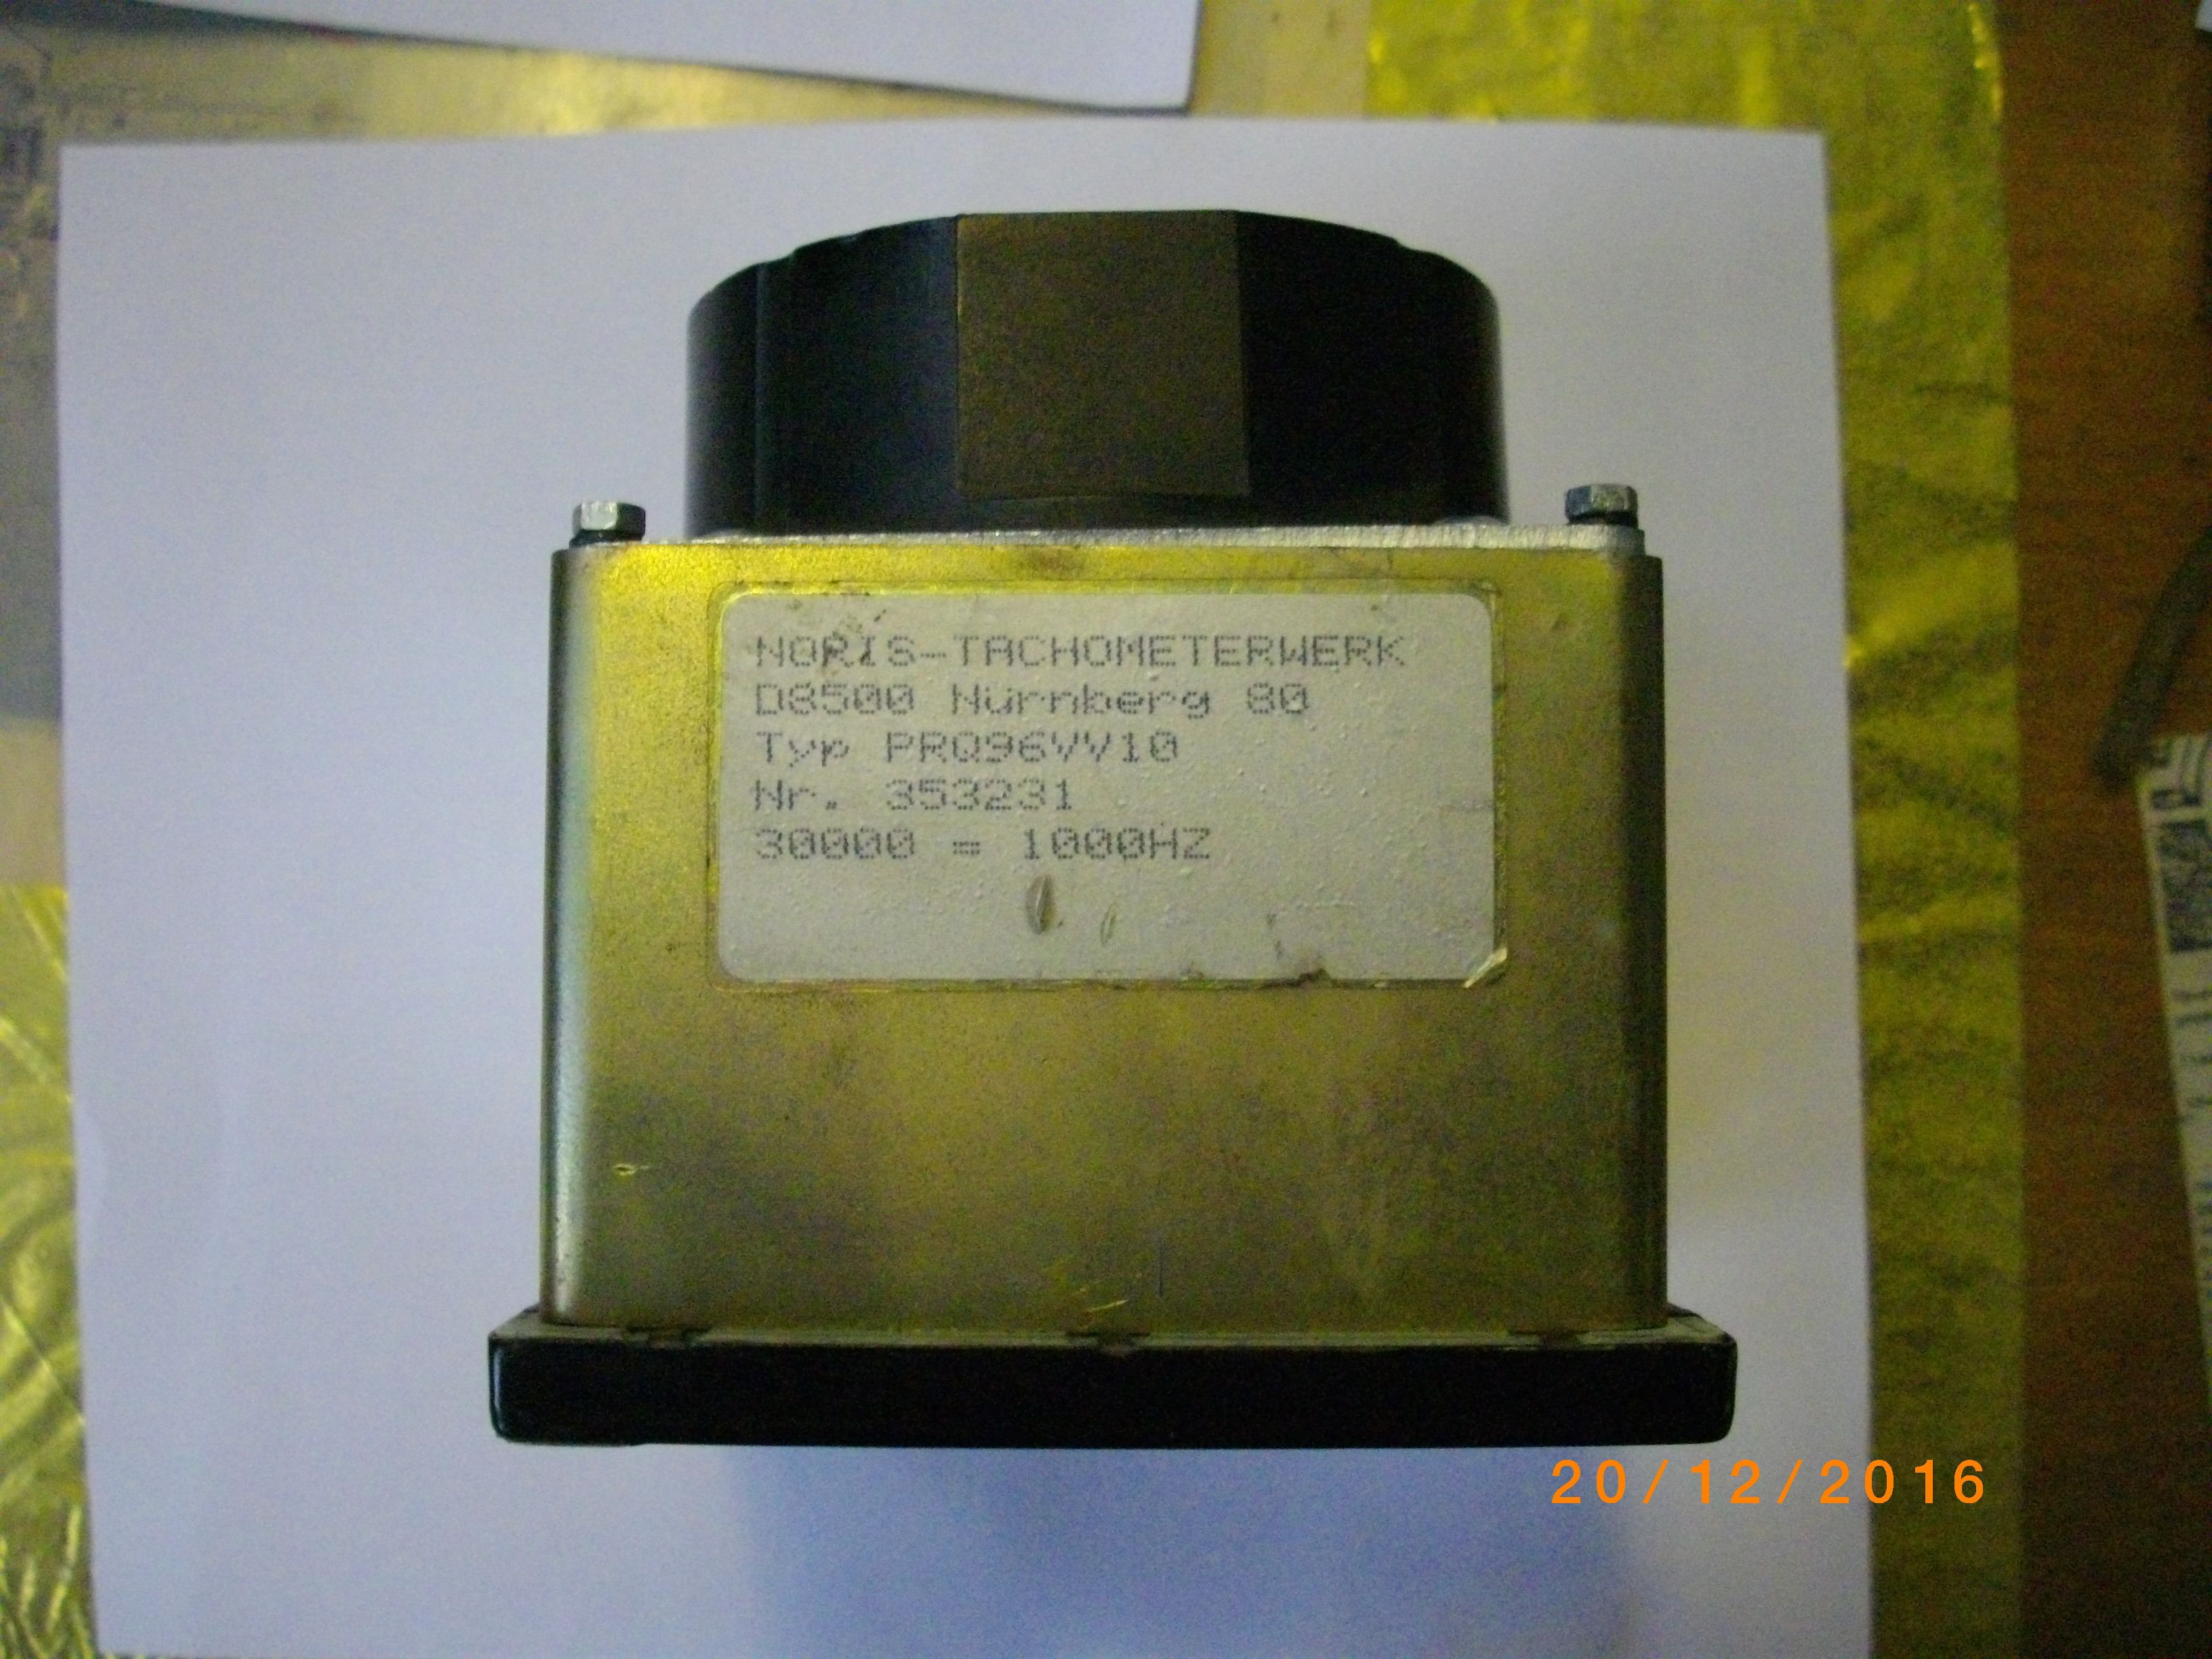 NORIS-TACHOMETERWERK
D8500 Nürnberg 80
Typ PRQ96VV10
Nr. 353231
30000 = 1000HZ
20/12/2016